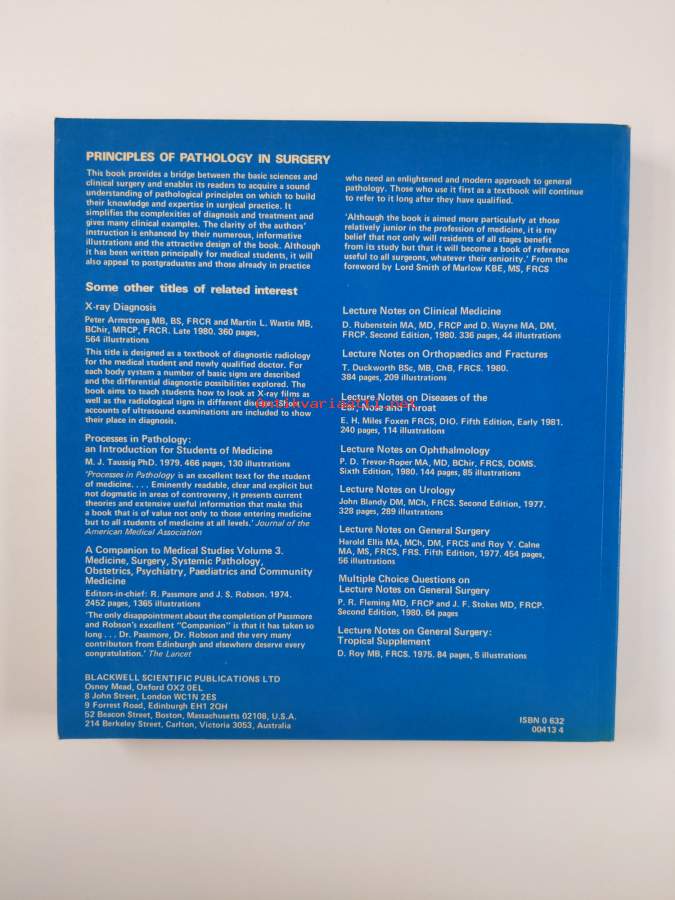 PRINCIPLES OF PATHOLOGY IN SURGERY
This book provides a bridge between the basic sciences and
clinical surgery and enables its readers to acquire a sound
understanding of pathological principles on which to build
their knowledge and expertise in surgical practice. It
simplifies the complexities of diagnosis and treatment and
gives many clinical examples. The clarity of the authors'
instruction is enhanced by their numerous, informative
illustrations and the attractive design of the book. Although
it has been written principally for medical students, it will
also appeal to postgraduates and those already in practice
who need an enlightened and modern approach to general
pathology. Those who use it first as a textbook will continue
to refer to it long after they have qualified.
'Although the book is aimed more particularly at those
relatively junior in the profession of medicine, it is my
belief that not only will residents of all stages benefit
from its study but that it will become a book of reference
useful to all surgeons, whatever their seniority.' From the
foreword by Lord Smith of Marlow KBE, MS, FRCS
Some other titles of related interest
X-ray Diagnosis
Peter Armstrong MB, BS, FRCR and Martin L. Wastie MB,
BChir, MRCP, FRCR. Late 1980. 360 pages,
564 illustrations
This title is designed as a textbook of diagnostic radiology
for the medical student and newly qualified doctor. For
each body system a number of basic signs are described
and the differential diagnostic possibilities explored. The
book aims to teach students how to look at X-ray films as
well as the radiological signs in different diseases. Short
accounts of ultrasound examinations are included to show
their place in diagnosis.
Processes in Pathology:
an Introduction for Students of Medicine
M. J. Taussig PhD. 1979. 466 pages, 130 illustrations
'Processes in Pathology is an excellent text for the student
of medicine. . . . Eminently readable, clear and explicit but
not dogmatic in areas of controversy, it presents current
theories and extensive useful information that make this
a book that is of value not only to those entering medicine
but to all students of medicine at all levels.' Journal of the
American Medical Association
A Companion to Medical Studies Volume 3.
Medicine, Surgery, Systemic Pathology,
Obstetrics, Psychiatry, Paediatrics and Community
Medicine
Editors-in-chief: R. Passmore and J. S. Robson. 1974.
2452 pages, 1365 illustrations
'The only disappointment about the completion of Passmore
and Robson's excellent "Companion" is that it has taken so
long . . . Dr. Passmore, Dr. Robson and the very many
contributors from Edinburgh and elsewhere deserve every
congratulation.' The Lancet
Lecture Notes on Clinical Medicine
D. Rubenstein MA, MD, FRCP and D. Wayne MA, DM,
FRCP. Second Edition, 1980. 336 pages, 44 illustrations
Lecture Notes on Orthopaedics and Fractures
T. Duckworth BSc, MB, ChB, FRCS. 1980.
384 pages, 209 illustrations
Lecture Notes on Diseases of the
Ear, Nose and Throat
E. H. Miles Foxen FRCS, DIO. Fifth Edition, Early 1981.
240 pages, 114 illustrations
Lecture Notes on Ophthalmology
P. D. Trevor-Roper MA, MD, BChir, FRCS, DOMS.
Sixth Edition, 1980. 144 pages, 85 illustrations
Lecture Notes on Urology
John Blandy DM, MCh, FRCS. Second Edition, 1977.
328 pages, 289 illustrations
Lecture Notes on General Surgery
Harold Ellis MA, MCh, DM, FRCS and Roy Y. Calne
MA, MS, FRCS, FRS. Fifth Edition, 1977. 454 pages,
56 illustrations
Multiple Choice Questions on
Lecture Notes on General Surgery
P. R. Fleming MD, FRCP and J. F. Stokes MD, FRCP.
Second Edition, 1980. 64 pages
Lecture Notes on General Surgery:
Tropical Supplement
D. Roy MB, FRCS. 1975. 84 pages, 5 illustrations
BLACKWELL SCIENTIFIC PUBLICATIONS LTD
Osney Mead, Oxford OX2 0EL
8 John Street, London WC1N 2ES
9 Forrest Road, Edinburgh EH1 2QH
52 Beacon Street, Boston, Massachusetts 02108, U.S.A.
214 Berkeley Street, Carlton, Victoria 3053, Australia
ISBN 0 632
00413 4